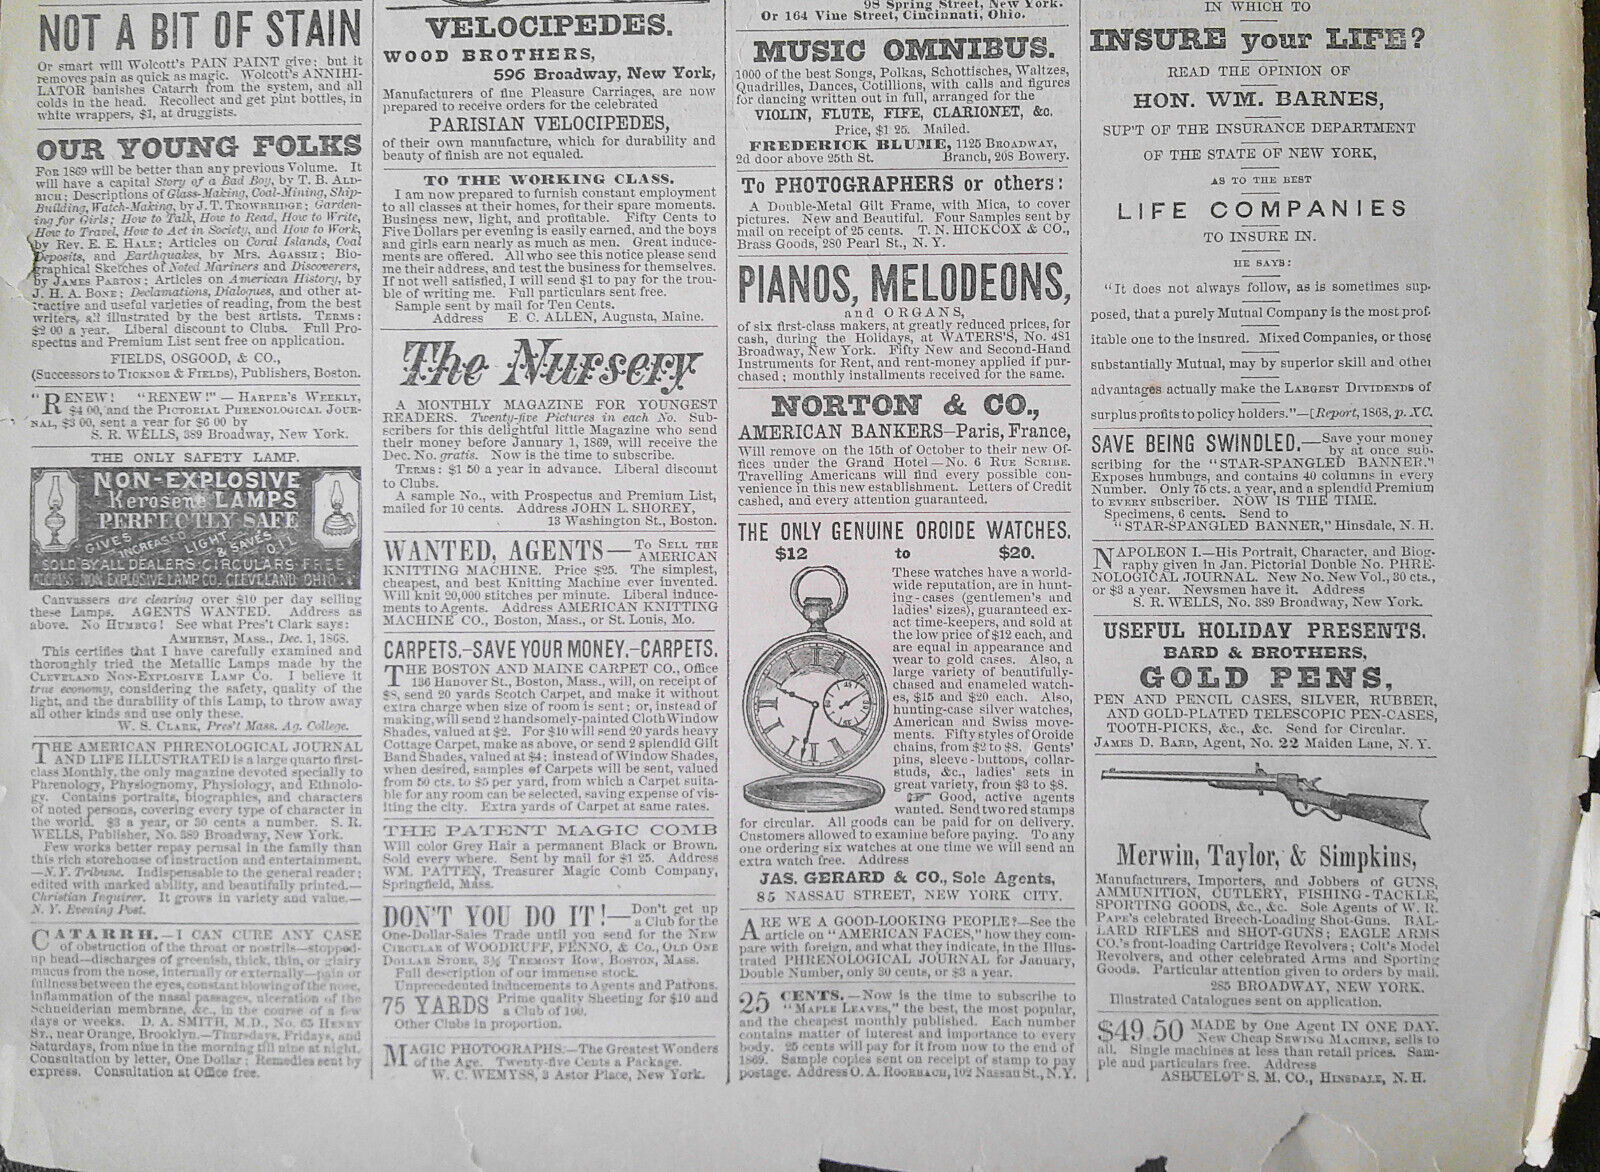 NOT A BIT OF STAIN
Or smart will Wolcott's PAIN PAINT give; but it
removes pain as quick as magic. Wolcott's ANNIHI-
LATOR banishes Catarrh from the system, and all
colds in the head. Recollect and get pint bottles, in
white wrappers, $1, at druggists.
OUR YOUNG FOLKS
For 1869 will be better than any previous Volume. It
will have a capital Story of a Bad Boy, by T. B. ALD-
RICH; Descriptions of Glass-Making, Coal-Mining, Ship-
Building, Watch-Making, by J. T. TROWBRIDGE; Garden-
ing for Girls; How to Talk, How to Read, How to Write,
How to Travel, How to Act in Society, and How to Work,
by Rev. E. E. HALE; Articles on Coral Islands, Coal
Deposits, and Earthquakes, by Mrs. AGASSIZ; Bio-
graphical Sketches of Noted Mariners and Discoverers,
by JAMES PARTON; Articles on American History, by
J. H. A. BONE; Declamations, Dialogues, and other at-
tractive and useful varieties of reading, from the best
writers, all illustrated by the best artists. TERMS:
$2 00 a year. Liberal discount to Clubs. Full Pro-
spectus and Premium List sent free on application.
FIELDS, OSGOOD, & CO.,
(Successors to TICKNOR & FIELDS), Publishers, Boston.
"RENEW! "RENEW!"—HARPER'S WEEKLY,
$4 00, and the PICTORIAL PHRENOLOGICAL JOUR-
NAL, $3 00, sent a year for $6 00 by
S. R. WELLS, 389 Broadway, New York.
THE ONLY SAFETY LAMP.
NON-EXPLOSIVE
Kerosene LAMPS
PERFECTLY SAFE
GIVES INCREASED LIGHT & SAVES OIL
SOLD BY ALL DEALERS CIRCULARS FREE
ADDRESS NON EXPLOSIVE LAMP CO. CLEVELAND OHIO
Canvassers are clearing over $10 per day selling
these Lamps. AGENTS WANTED. Address as
above. NO HUMBUG! See what Pres't Clark says:
AMHERST, MASS., Dec. 1, 1868.
This certifies that I have carefully examined and
thoroughly tried the Metallic Lamps made by the
CLEVELAND NON-EXPLOSIVE LAMP CO. I believe it
true economy, considering the safety, quality of the
light, and the durability of this Lamp, to throw away
all other kinds and use only these.
W. S. CLARK, Pres't Mass. Ag. College.
THE AMERICAN PHRENOLOGICAL JOURNAL
AND LIFE ILLUSTRATED is a large quarto first-
class Monthly, the only magazine devoted specially to
Phrenology, Physiognomy, Physiology, and Ethnolo-
gy. Contains portraits, biographies, and characters
of noted persons, covering every type of character in
the world. $3 a year, or 30 cents a number. S. R.
WELLS, Publisher, No. 389 Broadway, New York.
Few works better repay perusal in the family than
this rich storehouse of instruction and entertainment.
—N. Y. Tribune. Indispensable to the general reader;
edited with marked ability, and beautifully printed.—
Christian Inquirer. It grows in variety and value.—
N. Y. Evening Post.
CATARRH.—I CAN CURE ANY CASE
of obstruction of the throat or nostrils—stopped-
up head—discharges of greenish, thick, thin, or glairy
mucus from the nose, internally or externally—pain or
fullness between the eyes, constant blowing of the nose,
inflammation of the nasal passages, ulceration of the
Schneiderian membrane, &c., in the course of a few
days or weeks. D. A. SMITH, M.D., No. 65 HENRY
ST., near Orange, Brooklyn.—Thursdays, Fridays, and
Saturdays, from nine in the morning till nine at night.
Consultation by letter, One Dollar; Remedies sent by
express. Consultation at Office free.
VELOCIPEDES.
WOOD BROTHERS,
596 Broadway, New York,
Manufacturers of fine Pleasure Carriages, are now
prepared to receive orders for the celebrated
PARISIAN VELOCIPEDES,
of their own manufacture, which for durability and
beauty of finish are not equaled.
TO THE WORKING CLASS.
I am now prepared to furnish constant employment
to all classes at their homes, for their spare moments.
Business new, light, and profitable. Fifty Cents to
Five Dollars per evening is easily earned, and the boys
and girls earn nearly as much as men. Great induce-
ments are offered. All who see this notice please send
me their address, and test the business for themselves.
If not well satisfied, I will send $1 to pay for the trou-
ble of writing me. Full particulars sent free.
Sample sent by mail for Ten Cents.
Address E. C. ALLEN, Augusta, Maine.
The Nursery
A MONTHLY MAGAZINE FOR YOUNGEST
READERS. Twenty-five Pictures in each No. Sub-
scribers for this delightful little Magazine who send
their money before January 1, 1869, will receive the
Dec. No. gratis. Now is the time to subscribe.
TERMS: $1 50 a year in advance. Liberal discount
to Clubs.
A sample No., with Prospectus and Premium List,
mailed for 10 cents. Address JOHN L. SHOREY,
13 Washington St., Boston.
WANTED, AGENTS—TO SELL THE
AMERICAN
KNITTING MACHINE. Price $25. The simplest,
cheapest, and best Knitting Machine ever invented.
Will knit 20,000 stitches per minute. Liberal induce-
ments to Agents. Address AMERICAN KNITTING
MACHINE CO., Boston, Mass., or St. Louis, Mo.
CARPETS.—SAVE YOUR MONEY.—CARPETS.
THE BOSTON AND MAINE CARPET CO., Office
136 Hanover St., Boston, Mass., will, on receipt of
$8, send 20 yards Scotch Carpet, and make it without
extra charge when size of room is sent; or, instead of
making, will send 2 handsomely-painted Cloth Window
Shades, valued at $2. For $10 will send 20 yards heavy
Cottage Carpet, make as above, or send 2 splendid Gilt
Band Shades, valued at $4; instead of Window Shades,
when desired, samples of Carpets will be sent, valued
from 50 cts. to $5 per yard, from which a Carpet suita-
ble for any room can be selected, saving expense of vis-
iting the city. Extra yards of Carpet at same rates.
THE PATENT MAGIC COMB
Will color Grey Hair a permanent Black or Brown.
Sold every where. Sent by mail for $1 25. Address
WM. PATTEN, Treasurer Magic Comb Company,
Springfield, Mass.
DON'T YOU DO IT!—Don't get up
a Club for the
One-Dollar-Sales Trade until you send for the NEW
CIRCULAR of WOODRUFF, FENNO, & CO., OLD ONE
DOLLAR STORE, 3½ TREMONT ROW, BOSTON, MASS.
Full description of our immense stock.
Unprecedented inducements to Agents and Patrons.
75 YARDS Prime quality Sheeting for $10 and
a Club of 100.
Other Clubs in proportion.
MAGIC PHOTOGRAPHS.—The Greatest Wonders
of the Age. Twenty-five Cents a Package.
W. C. WEMYSS, 3 Astor Place, New York.
98 Spring Street, New York.
Or 164 Vine Street, Cincinnati, Ohio.
MUSIC OMNIBUS.
1000 of the best Songs, Polkas, Schottisches, Waltzes,
Quadrilles, Dances, Cotillions, with calls and figures
for dancing written out in full, arranged for the
VIOLIN, FLUTE, FIFE, CLARIONET, &c.
Price, $1 25. Mailed.
FREDERICK BLUME, 1125 BROADWAY,
2d door above 25th St. Branch, 208 Bowery.
To PHOTOGRAPHERS or others:
A Double-Metal Gilt Frame, with Mica, to cover
pictures. New and Beautiful. Four Samples sent by
mail on receipt of 25 cents. T. N. HICKCOX & CO.,
Brass Goods, 280 Pearl St., N. Y.
PIANOS, MELODEONS,
and ORGANS,
of six first-class makers, at greatly reduced prices, for
cash, during the Holidays, at WATERS'S, No. 481
Broadway, New York. Fifty New and Second-Hand
Instruments for Rent, and rent-money applied if pur-
chased; monthly installments received for the same.
NORTON & CO.,
AMERICAN BANKERS—Paris, France,
Will remove on the 15th of October to their new Of-
fices under the Grand Hotel—No. 6 RUE SCRIBE.
Travelling Americans will find every possible con-
venience in this new establishment. Letters of Credit
cashed, and every attention guaranteed.
THE ONLY GENUINE OROIDE WATCHES.
$12 to $20.
These watches have a world-
wide reputation, are in hunt-
ing-cases (gentlemen's and
ladies' sizes), guaranteed ex-
act time-keepers, and sold at
the low price of $12 each, and
are equal in appearance and
wear to gold cases. Also, a
large variety of beautifully-
chased and enameled watch-
es, $15 and $20 each. Also,
hunting-case silver watches,
American and Swiss move-
ments. Fifty styles of Oroide
chains, from $2 to $8. Gents'
pins, sleeve-buttons, collar-
studs, &c., ladies' sets in
great variety, from $3 to $8.
☞ Good, active agents
wanted. Send two red stamps
for circular. All goods can be paid for on delivery.
Customers allowed to examine before paying. To any
one ordering six watches at one time we will send an
extra watch free. Address
JAS. GERARD & CO., Sole Agents,
85 NASSAU STREET, NEW YORK CITY.
ARE WE A GOOD-LOOKING PEOPLE?—See the
article on "AMERICAN FACES," how they com-
pare with foreign, and what they indicate, in the Illus-
trated PHRENOLOGICAL JOURNAL for January,
Double Number, only 30 cents, or $3 a year.
25 CENTS.—Now is the time to subscribe to
"MAPLE LEAVES," the best, the most popular,
and the cheapest monthly published. Each number
contains matter of interest and importance to every
body. 25 cents will pay for it from now to the end of
1869. Sample copies sent on receipt of stamp to pay
postage. Address O. A. ROORBACH, 102 Nassau St., N. Y.
IN WHICH TO
INSURE your LIFE?
READ THE OPINION OF
HON. WM. BARNES,
SUP'T OF THE INSURANCE DEPARTMENT
OF THE STATE OF NEW YORK,
AS TO THE BEST
LIFE COMPANIES
TO INSURE IN.
HE SAYS:
"It does not always follow, as is sometimes sup-
posed, that a purely Mutual Company is the most prof-
itable one to the insured. Mixed Companies, or those
substantially Mutual, may by superior skill and other
advantages actually make the LARGEST DIVIDENDS of
surplus profits to policy holders."—[Report, 1868, p. XC.
SAVE BEING SWINDLED.—Save your money
by at once sub-
scribing for the "STAR-SPANGLED BANNER."
Exposes humbugs, and contains 40 columns in every
Number. Only 75 cts. a year, and a splendid Premium
to EVERY subscriber. NOW IS THE TIME.
Specimens, 6 cents. Send to
"STAR-SPANGLED BANNER," Hinsdale, N. H.
NAPOLEON I.—His Portrait, Character, and Biog-
raphy given in Jan. Pictorial Double No. PHRE-
NOLOGICAL JOURNAL. New No. New Vol., 30 cts.,
or $3 a year. Newsmen have it. Address
S. R. WELLS, No. 389 Broadway, New York.
USEFUL HOLIDAY PRESENTS.
BARD & BROTHERS,
GOLD PENS,
PEN AND PENCIL CASES, SILVER, RUBBER,
AND GOLD-PLATED TELESCOPIC PEN-CASES,
TOOTH-PICKS, &c., &c. Send for Circular.
JAMES D. BARD, Agent, No. 22 Maiden Lane, N. Y.
Merwin, Taylor, & Simpkins,
Manufacturers, Importers, and Jobbers of GUNS,
AMMUNITION, CUTLERY, FISHING-TACKLE,
SPORTING GOODS, &c., &c. Sole Agents of W. R.
PAPE'S celebrated Breech-Loading Shot-Guns. BAL-
LARD RIFLES and SHOT-GUNS; EAGLE ARMS
CO.'s front-loading Cartridge Revolvers; Colt's Model
Revolvers, and other celebrated Arms and Sporting
Goods. Particular attention given to orders by mail.
285 BROADWAY, NEW YORK.
Illustrated Catalogues sent on application.
$49.50 MADE by One Agent IN ONE DAY.
New Cheap SEWING MACHINE, sells to
all. Single machines at less than retail prices. Sam-
ple and particulars free. Address
ASHUELOT S. M. CO., HINSDALE, N. H.